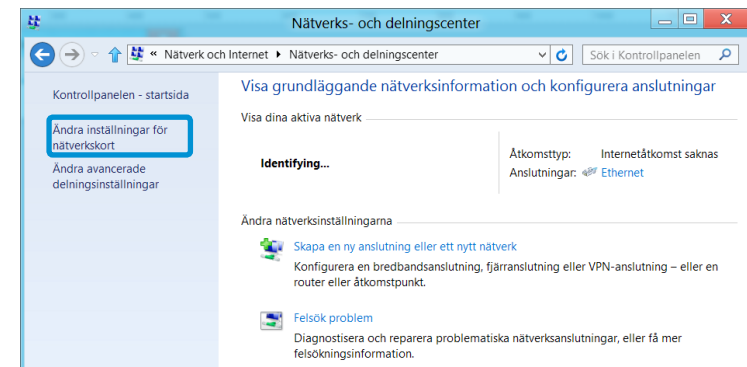 Nätverks- och delningscenter
« Nätverk och Internet ▸ Nätverks- och delningscenter
Sök i Kontrollpanelen
Kontrollpanelen - startsida
Ändra inställningar för
nätverkskort
Ändra avancerade
delningsinställningar
Visa grundläggande nätverksinformation och konfigurera anslutningar
Visa dina aktiva nätverk
Identifying...
Åtkomsttyp: Internetåtkomst saknas
Anslutningar: Ethernet
Ändra nätverksinställningarna
Skapa en ny anslutning eller ett nytt nätverk
Konfigurera en bredbandsanslutning, fjärranslutning eller VPN-anslutning – eller en
router eller åtkomstpunkt.
Felsök problem
Diagnostisera och reparera problematiska nätverksanslutningar, eller få mer
felsökningsinformation.